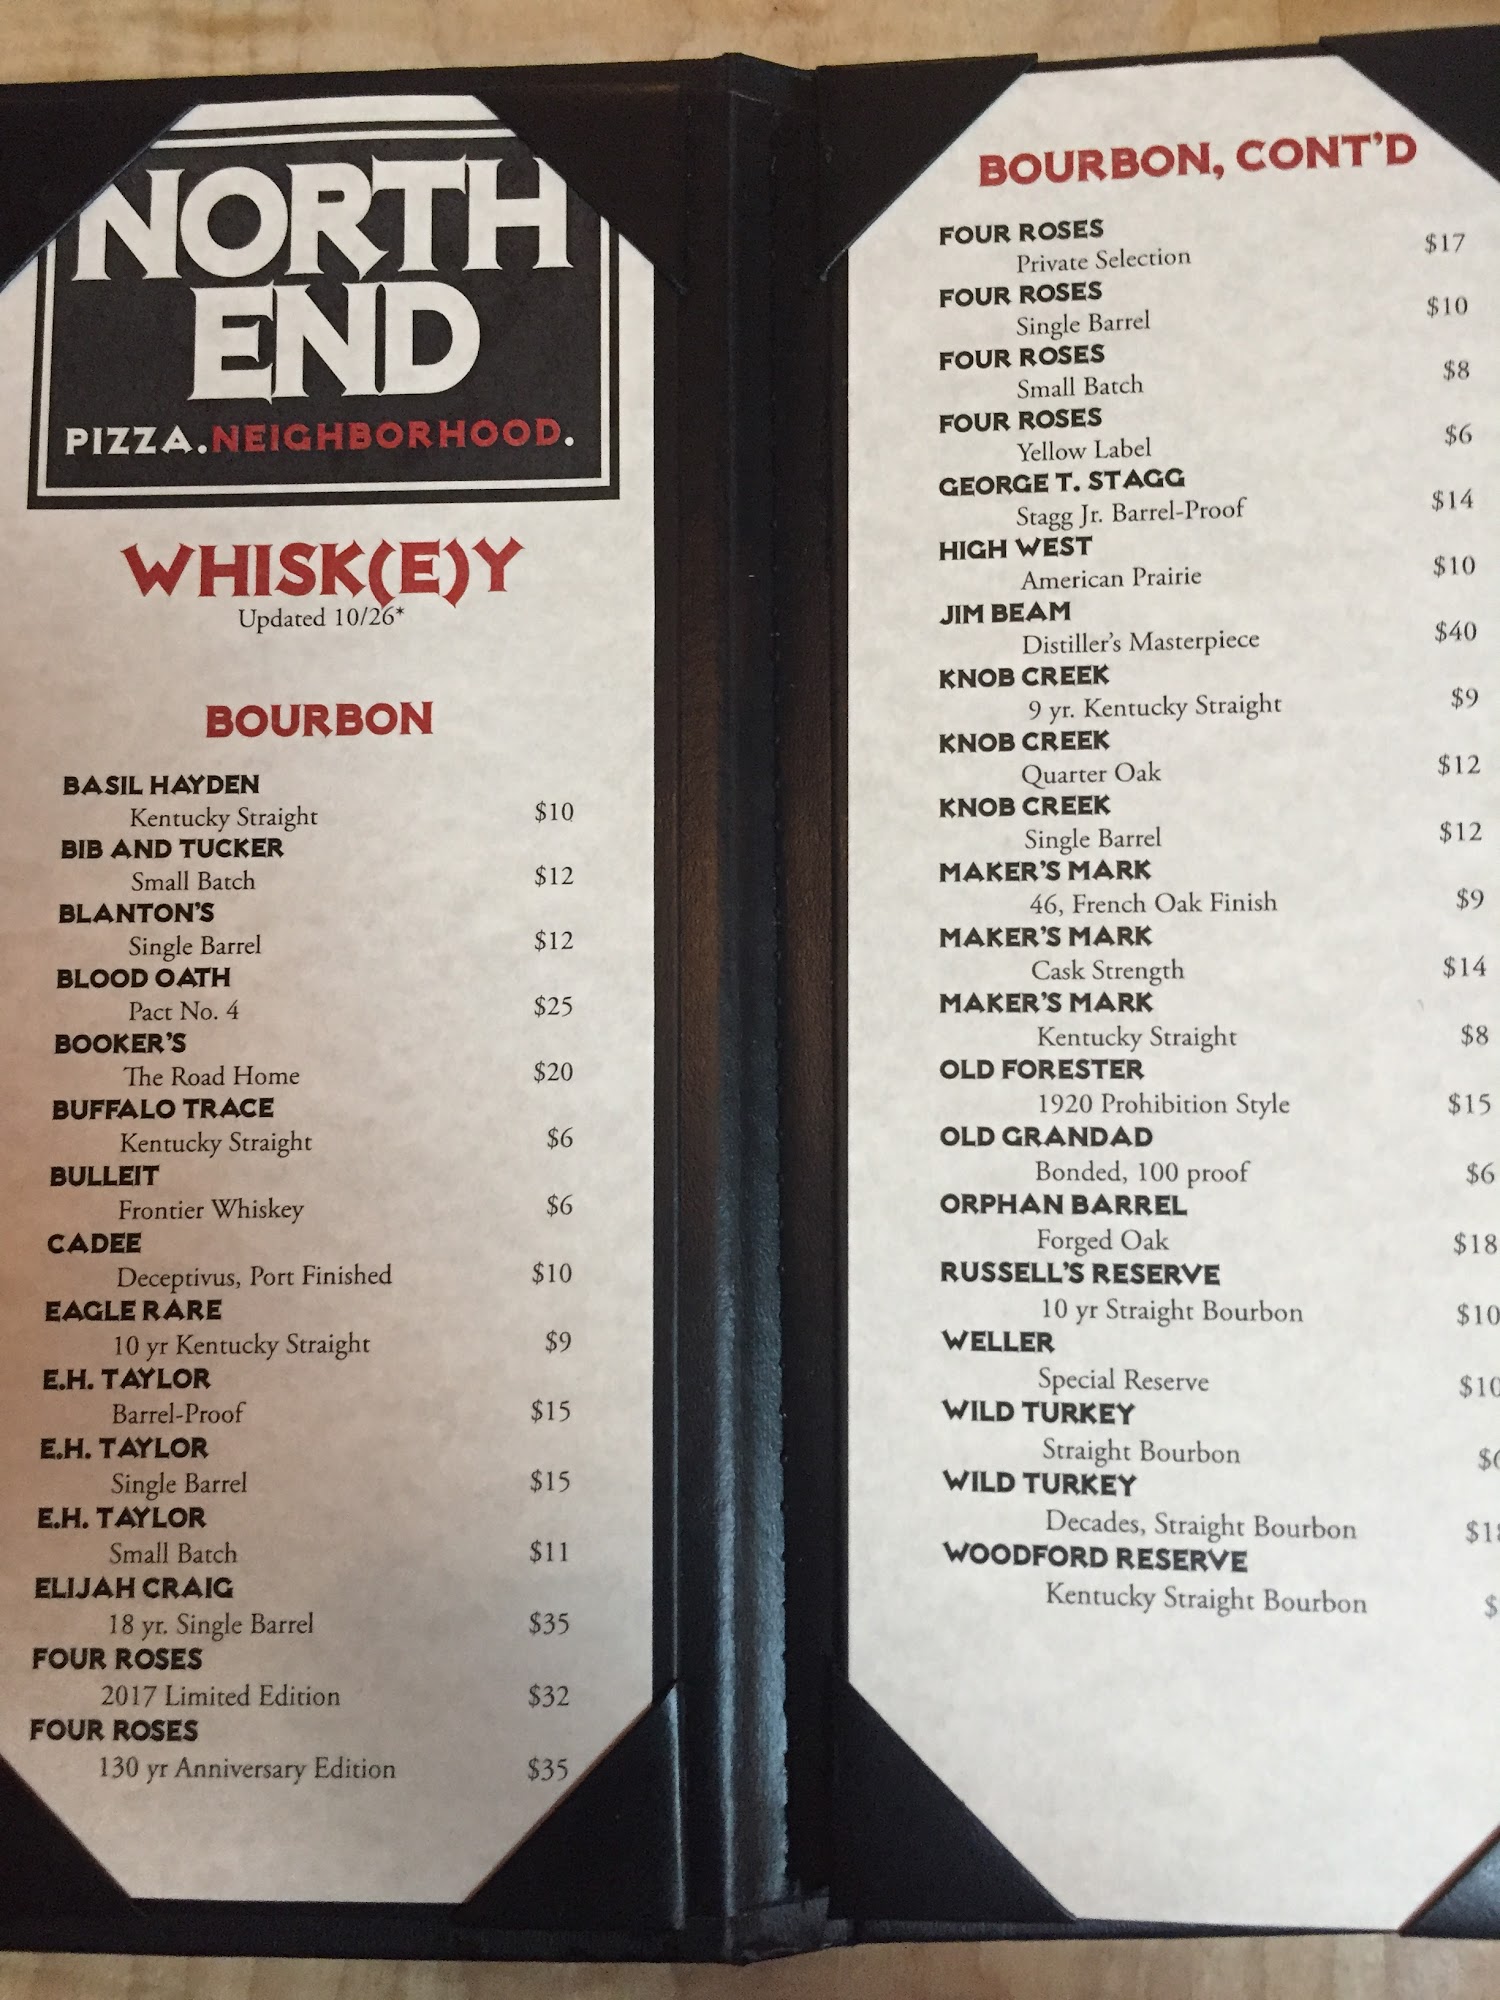 NORTH
END
PIZZA.NEIGHBORHOOD.
WHISK(E)Y
Updated 10/26*
BOURBON
BASIL HAYDEN
Kentucky Straight $10
BIB AND TUCKER
Small Batch $12
BLANTON'S
Single Barrel $12
BLOOD OATH
Pact No. 4 $25
BOOKER'S
The Road Home $20
BUFFALO TRACE
Kentucky Straight $6
BULLEIT
Frontier Whiskey $6
CADEE
Deceptivus, Port Finished $10
EAGLE RARE
10 yr Kentucky Straight $9
E.H. TAYLOR
Barrel-Proof $15
E.H. TAYLOR
Single Barrel $15
E.H. TAYLOR
Small Batch $11
ELIJAH CRAIG
18 yr. Single Barrel $35
FOUR ROSES
2017 Limited Edition $32
FOUR ROSES
130 yr Anniversary Edition $35
BOURBON, CONT'D
FOUR ROSES
Private Selection $17
FOUR ROSES
Single Barrel $10
FOUR ROSES
Small Batch $8
FOUR ROSES
Yellow Label $6
GEORGE T. STAGG
Stagg Jr. Barrel-Proof $14
HIGH WEST
American Prairie $10
JIM BEAM
Distiller's Masterpiece $40
KNOB CREEK
9 yr. Kentucky Straight $9
KNOB CREEK
Quarter Oak $12
KNOB CREEK
Single Barrel $12
MAKER'S MARK
46, French Oak Finish $9
MAKER'S MARK
Cask Strength $14
MAKER'S MARK
Kentucky Straight $8
OLD FORESTER
1920 Prohibition Style $15
OLD GRANDAD
Bonded, 100 proof $6
ORPHAN BARREL
Forged Oak $18
RUSSELL'S RESERVE
10 yr Straight Bourbon $10
WELLER
Special Reserve $10
WILD TURKEY
Straight Bourbon
WILD TURKEY
Decades, Straight Bourbon
WOODFORD RESERVE
Kentucky Straight Bourbon $